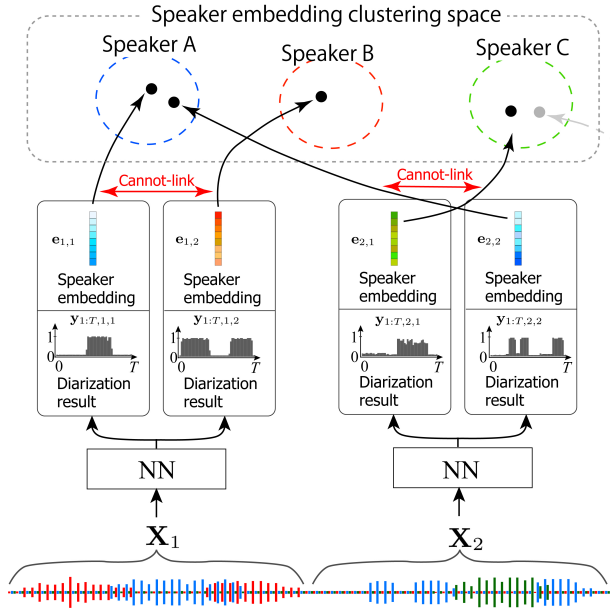 Speaker embedding clustering space
Speaker A
Speaker B
Speaker C
Cannot-link
Cannot-link
e1,1
Speaker
embedding
y1:T,1,1
1
0
T
Diarization
result
e1,2
Speaker
embedding
y1:T,1,2
1
0
T
Diarization
result
e2,1
Speaker
embedding
y1:T,2,1
1
0
T
Diarization
result
e2,2
Speaker
embedding
y1:T,2,2
1
0
T
Diarization
result
NN
NN
X1
X2